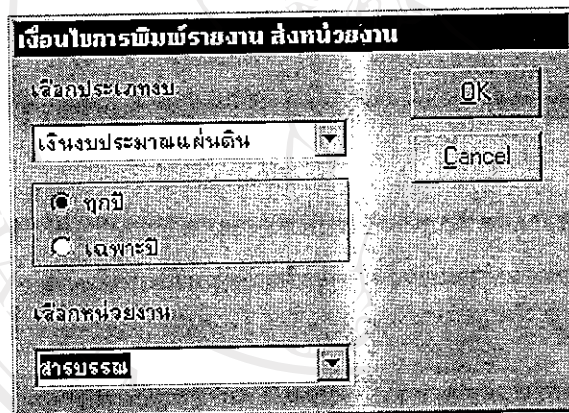 เงื่อนไขการพิมพ์รายงาน ส่งหน่วยงาน
เลือกประเภทงบ
OK
เงินงบประมาณแผ่นดิน
Cancel
ทุกปี
เฉพาะปี
เลือกหน่วยงาน
สารบรรณ